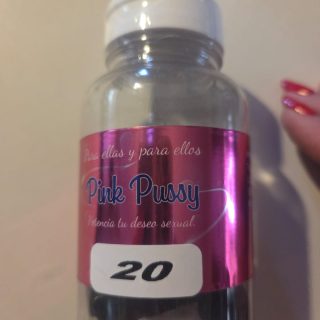 Para ellas y para ellos
Pink Pussy
Potencia tu deseo sexual.
20